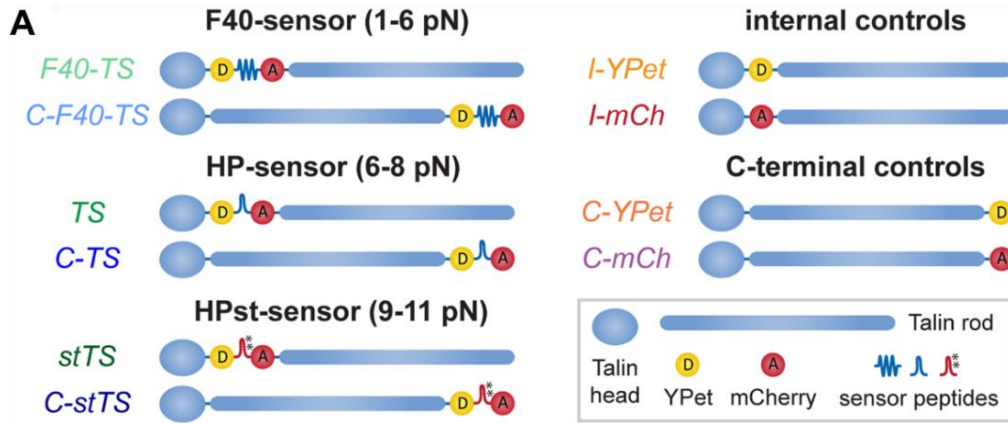 A
F40-sensor (1-6 pN)
F40-TS
D
A
C-F40-TS
D
A
HP-sensor (6-8 pN)
TS
D
A
C-TS
D
A
HPst-sensor (9-11 pN)
stTS
D
**
A
C-stTS
D
**
A
internal controls
I-YPet
D
I-mCh
A
C-terminal controls
C-YPet
D
C-mCh
A
Talin rod
D
A
**
Talin
head
YPet
mCherry
sensor peptides